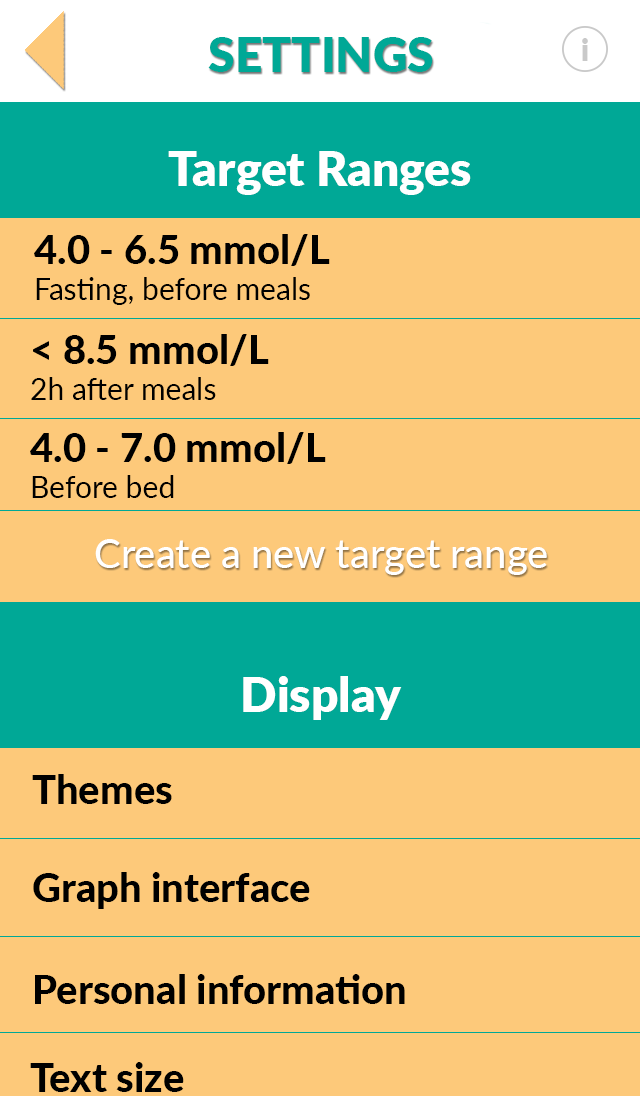 SETTINGS
i
Target Ranges
4.0 - 6.5 mmol/L
Fasting, before meals
< 8.5 mmol/L
2h after meals
4.0 - 7.0 mmol/L
Before bed
Create a new target range
Display
Themes
Graph interface
Personal information
Text size